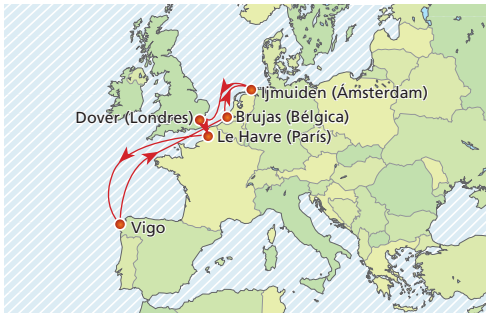 Ijmuiden (Ámsterdam)
Dover (Londres)
Brujas (Bélgica)
Le Havre (París)
Vigo